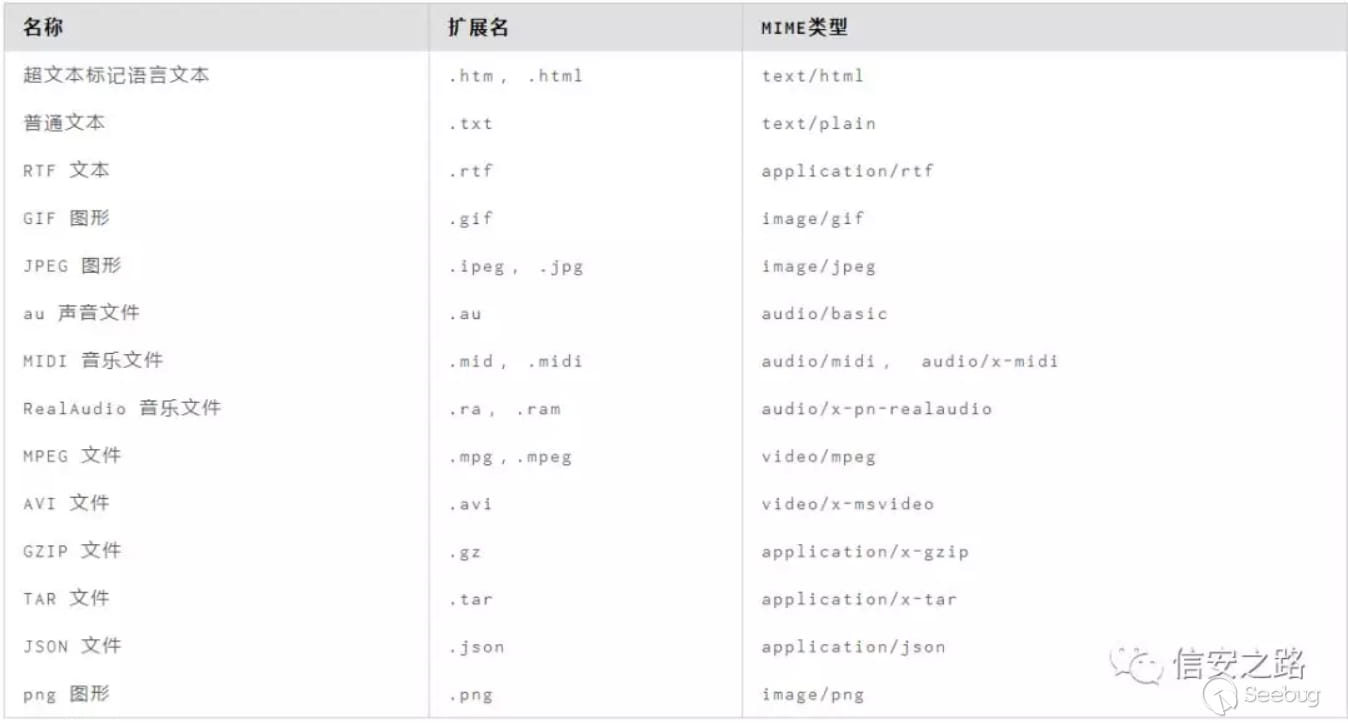 名称 扩展名 MIME类型
超文本标记语言文本 .htm, .html text/html
普通文本 .txt text/plain
RTF 文本 .rtf application/rtf
GIF 图形 .gif image/gif
JPEG 图形 .ipeg, .jpg image/jpeg
au 声音文件 .au audio/basic
MIDI 音乐文件 .mid, .midi audio/midi, audio/x-midi
RealAudio 音乐文件 .ra, .ram audio/x-pn-realaudio
MPEG 文件 .mpg,.mpeg video/mpeg
AVI 文件 .avi video/x-msvideo
GZIP 文件 .gz application/x-gzip
TAR 文件 .tar application/x-tar
JSON 文件 .json application/json
png 图形 .png image/png
信安之路
Seebug